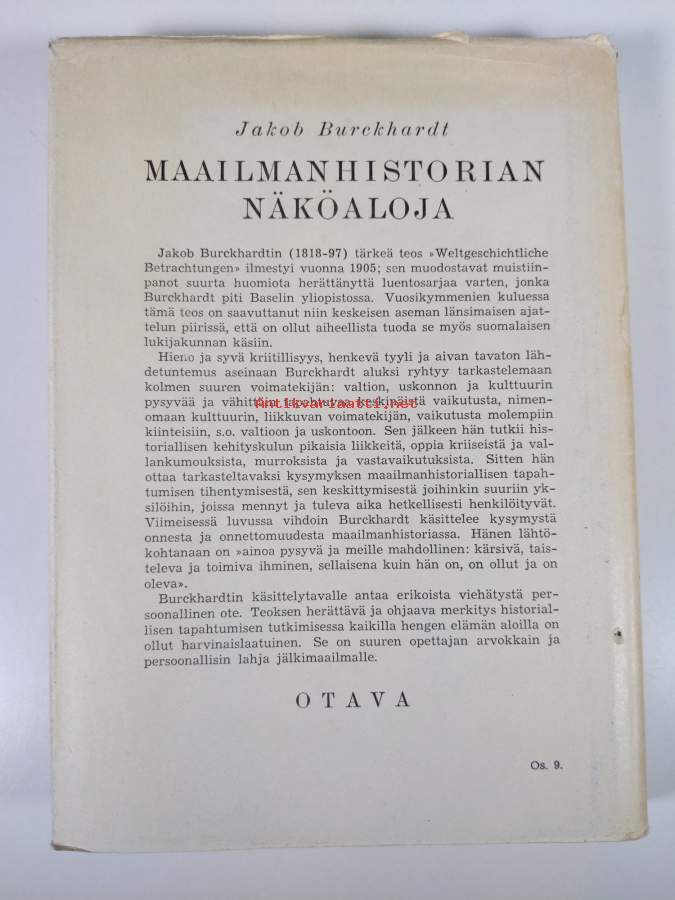 Jakob Burckhardt
MAAILMANHISTORIAN
NÄKÖALOJA
Jakob Burckhardtin (1818-97) tärkeä teos »Weltgeschichtliche
Betrachtungen» ilmestyi vuonna 1905; sen muodostavat muistiin-
panot suurta huomiota herättänyttä luentosarjaa varten, jonka
Burckhardt piti Baselin yliopistossa. Vuosikymmenien kuluessa
tämä teos on saavuttanut niin keskeisen aseman länsimaisen ajat-
telun piirissä, että on ollut aiheellista tuoda se myös suomalaisen
lukijakunnan käsiin.
Hieno ja syvä kriitillisyys, henkevä tyyli ja aivan tavaton läh-
detuntemus aseinaan Burckhardt aluksi ryhtyy tarkastelemaan
kolmen suuren voimatekijän: valtion, uskonnon ja kulttuurin
pysyvää ja vähittäin tapahtuvaa keskinäistä vaikutusta, nimen-
antikvariaatti.net
omaan kulttuurin, liikkuvan voimatekijän, vaikutusta molempiin
kiinteisiin, s.o. valtioon ja uskontoon. Sen jälkeen hän tutkii his-
toriallisen kehityskulun pikaisia liikkeitä, oppia kriiseistä ja val-
lankumouksista, murroksista ja vastavaikutuksista. Sitten hän
ottaa tarkasteltavaksi kysymyksen maailmanhistoriallisen tapah-
tumisen tihentymisestä, sen keskittymisestä joihinkin suuriin yk-
silöihin, joissa mennyt ja tuleva aika hetkellisesti henkilöityvät.
Viimeisessä luvussa vihdoin Burckhardt käsittelee kysymystä
onnesta ja onnettomuudesta maailmanhistoriassa. Hänen lähtö-
kohtanaan on »ainoa pysyvä ja meille mahdollinen: kärsivä, tais-
televa ja toimiva ihminen, sellaisena kuin hän on, on ollut ja on
oleva».
Burckhardtin käsittelytavalle antaa erikoista viehätystä per-
soonallinen ote. Teoksen herättävä ja ohjaava merkitys historial-
lisen tapahtumisen tutkimisessa kaikilla hengen elämän aloilla on
ollut harvinaislaatuinen. Se on suuren opettajan arvokkain ja
persoonallisin lahja jälkimaailmalle.
OTAVA
Os. 9.